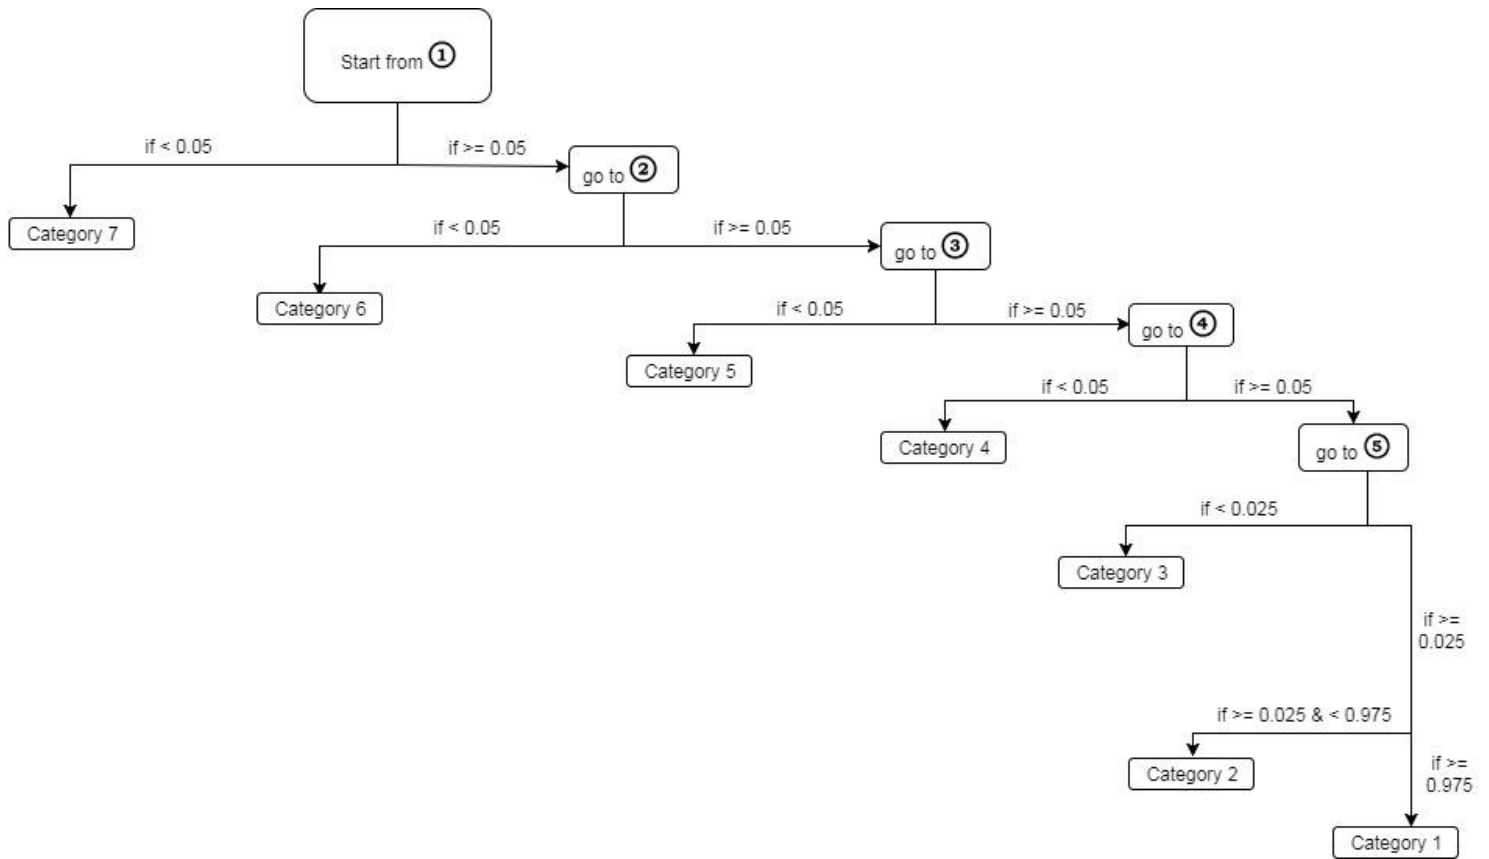 Start from ①
if < 0.05
if >= 0.05
go to ②
Category 7
if < 0.05
if >= 0.05
go to ③
Category 6
if < 0.05
if >= 0.05
go to ④
Category 5
if < 0.05
if >= 0.05
Category 4
go to ⑤
if < 0.025
Category 3
if >=
0.025
if >= 0.025 & < 0.975
Category 2
if >=
0.975
Category 1